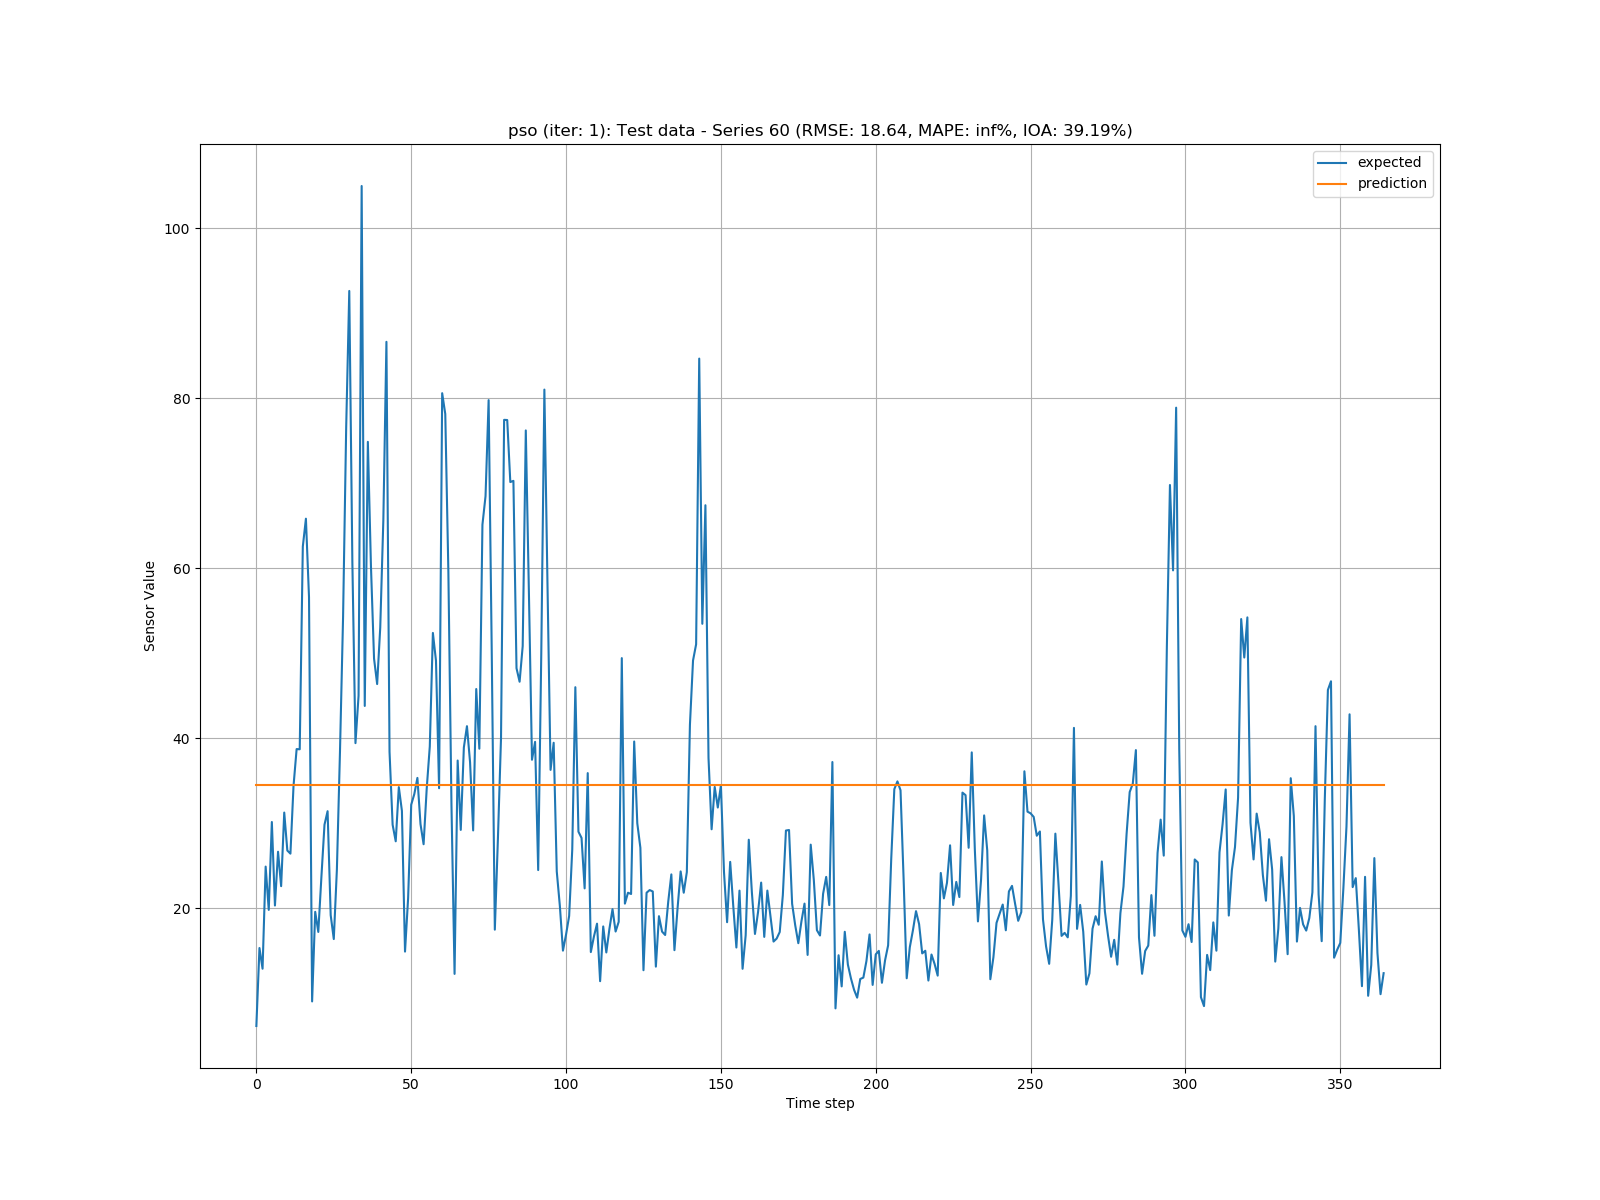 pso (iter: 1): Test data - Series 60 (RMSE: 18.64, MAPE: inf%, IOA: 39.19%)
expected
prediction
100
80
60
40
20
Sensor Value
0 50 100 150 200 250 300 350
Time step